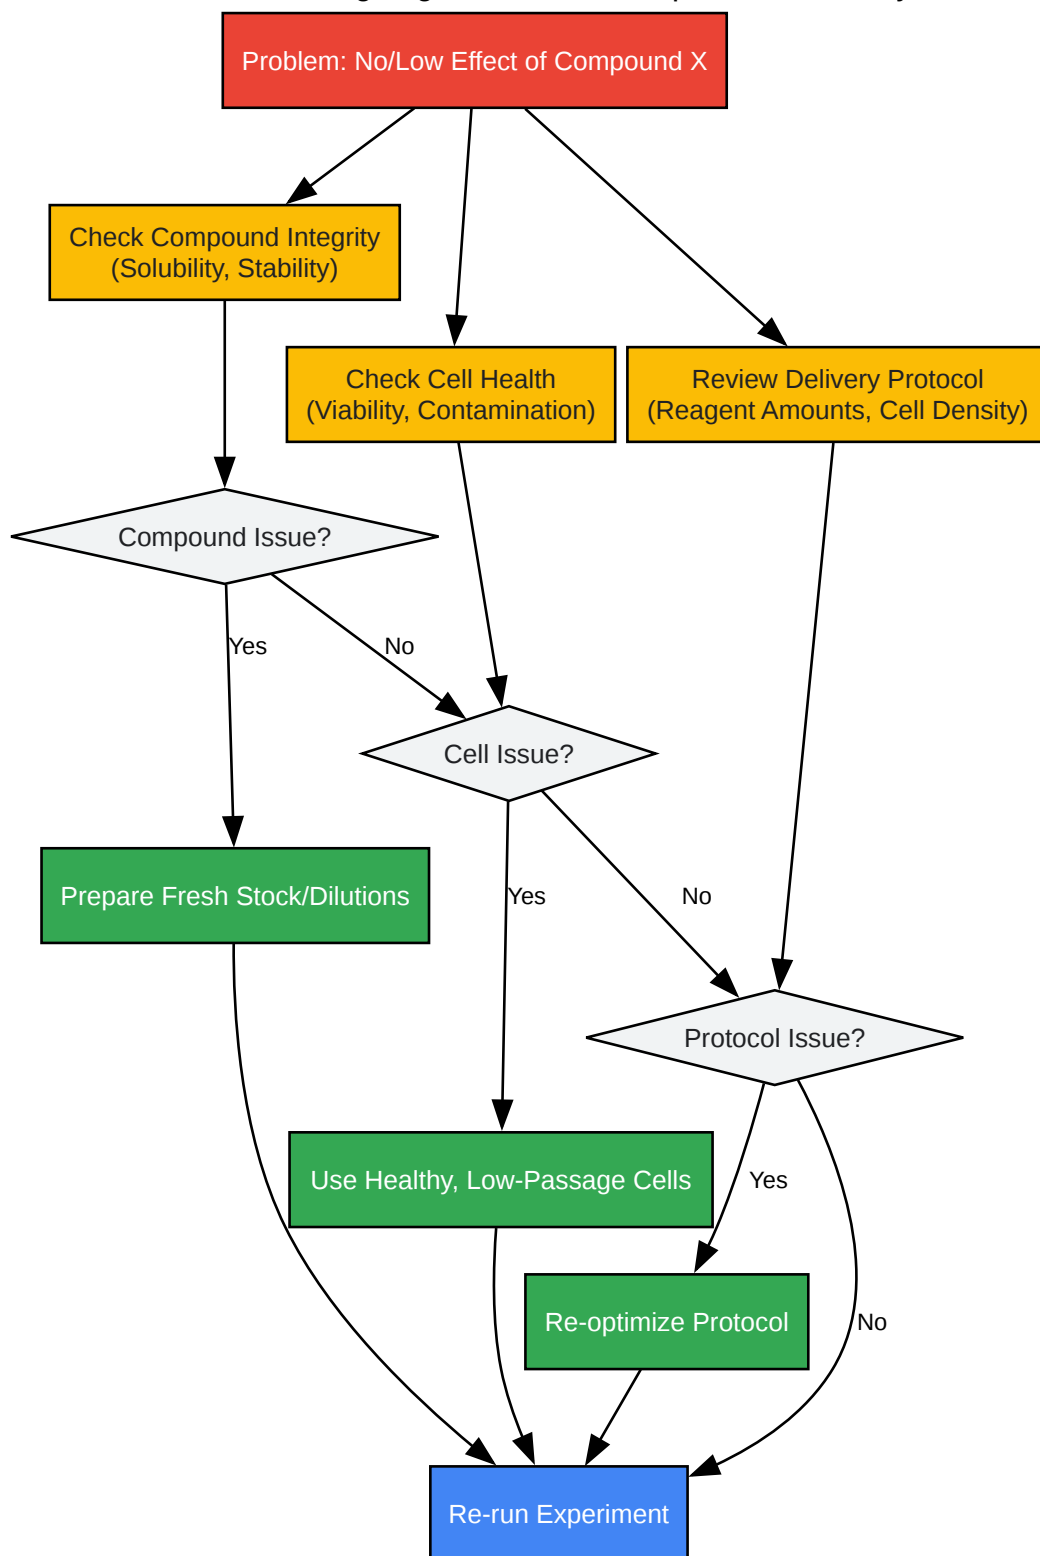 Problem: No/Low Effect of Compound X
Check Compound Integrity
(Solubility, Stability)
Check Cell Health
(Viability, Contamination)
Review Delivery Protocol
(Reagent Amounts, Cell Density)
Compound Issue?
Yes
No
Cell Issue?
Prepare Fresh Stock/Dilutions
Yes
No
Protocol Issue?
Use Healthy, Low-Passage Cells
Yes
Re-optimize Protocol
No
Re-run Experiment